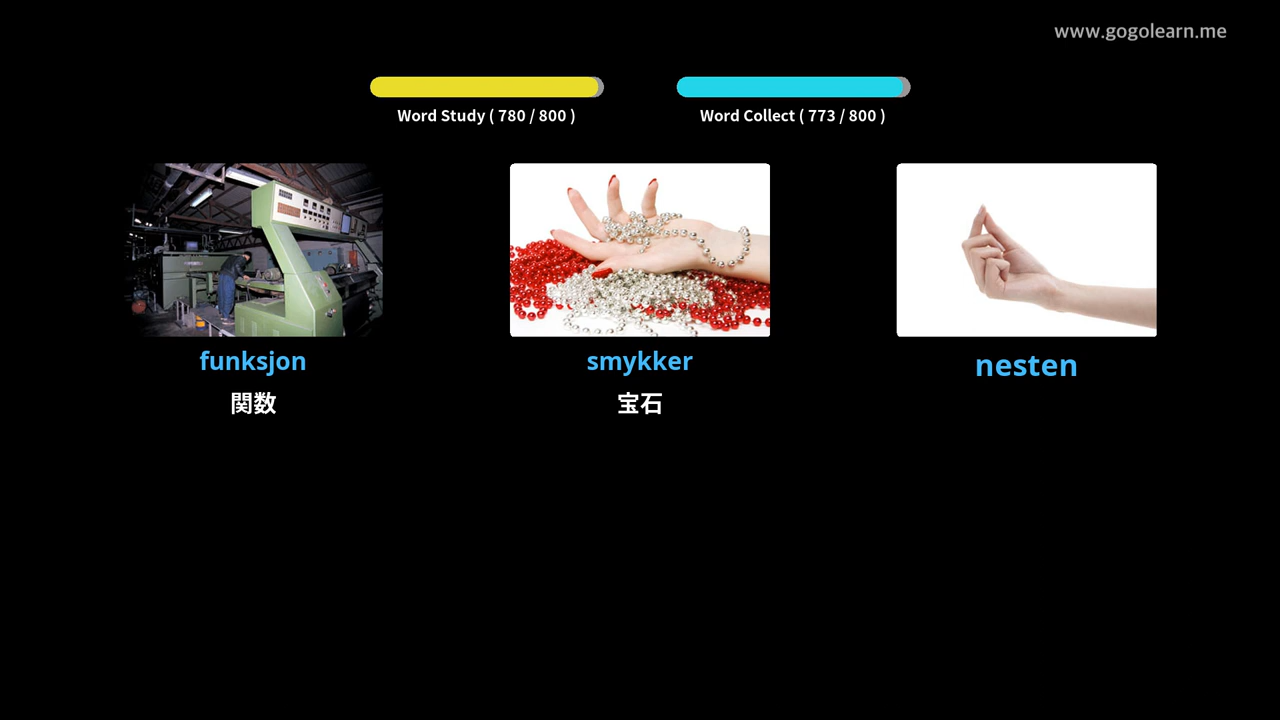 www.gogolearn.me
Word Study ( 780 / 800 )
Word Collect ( 773 / 800 )
funksjon
smykker
nesten
関数
宝石